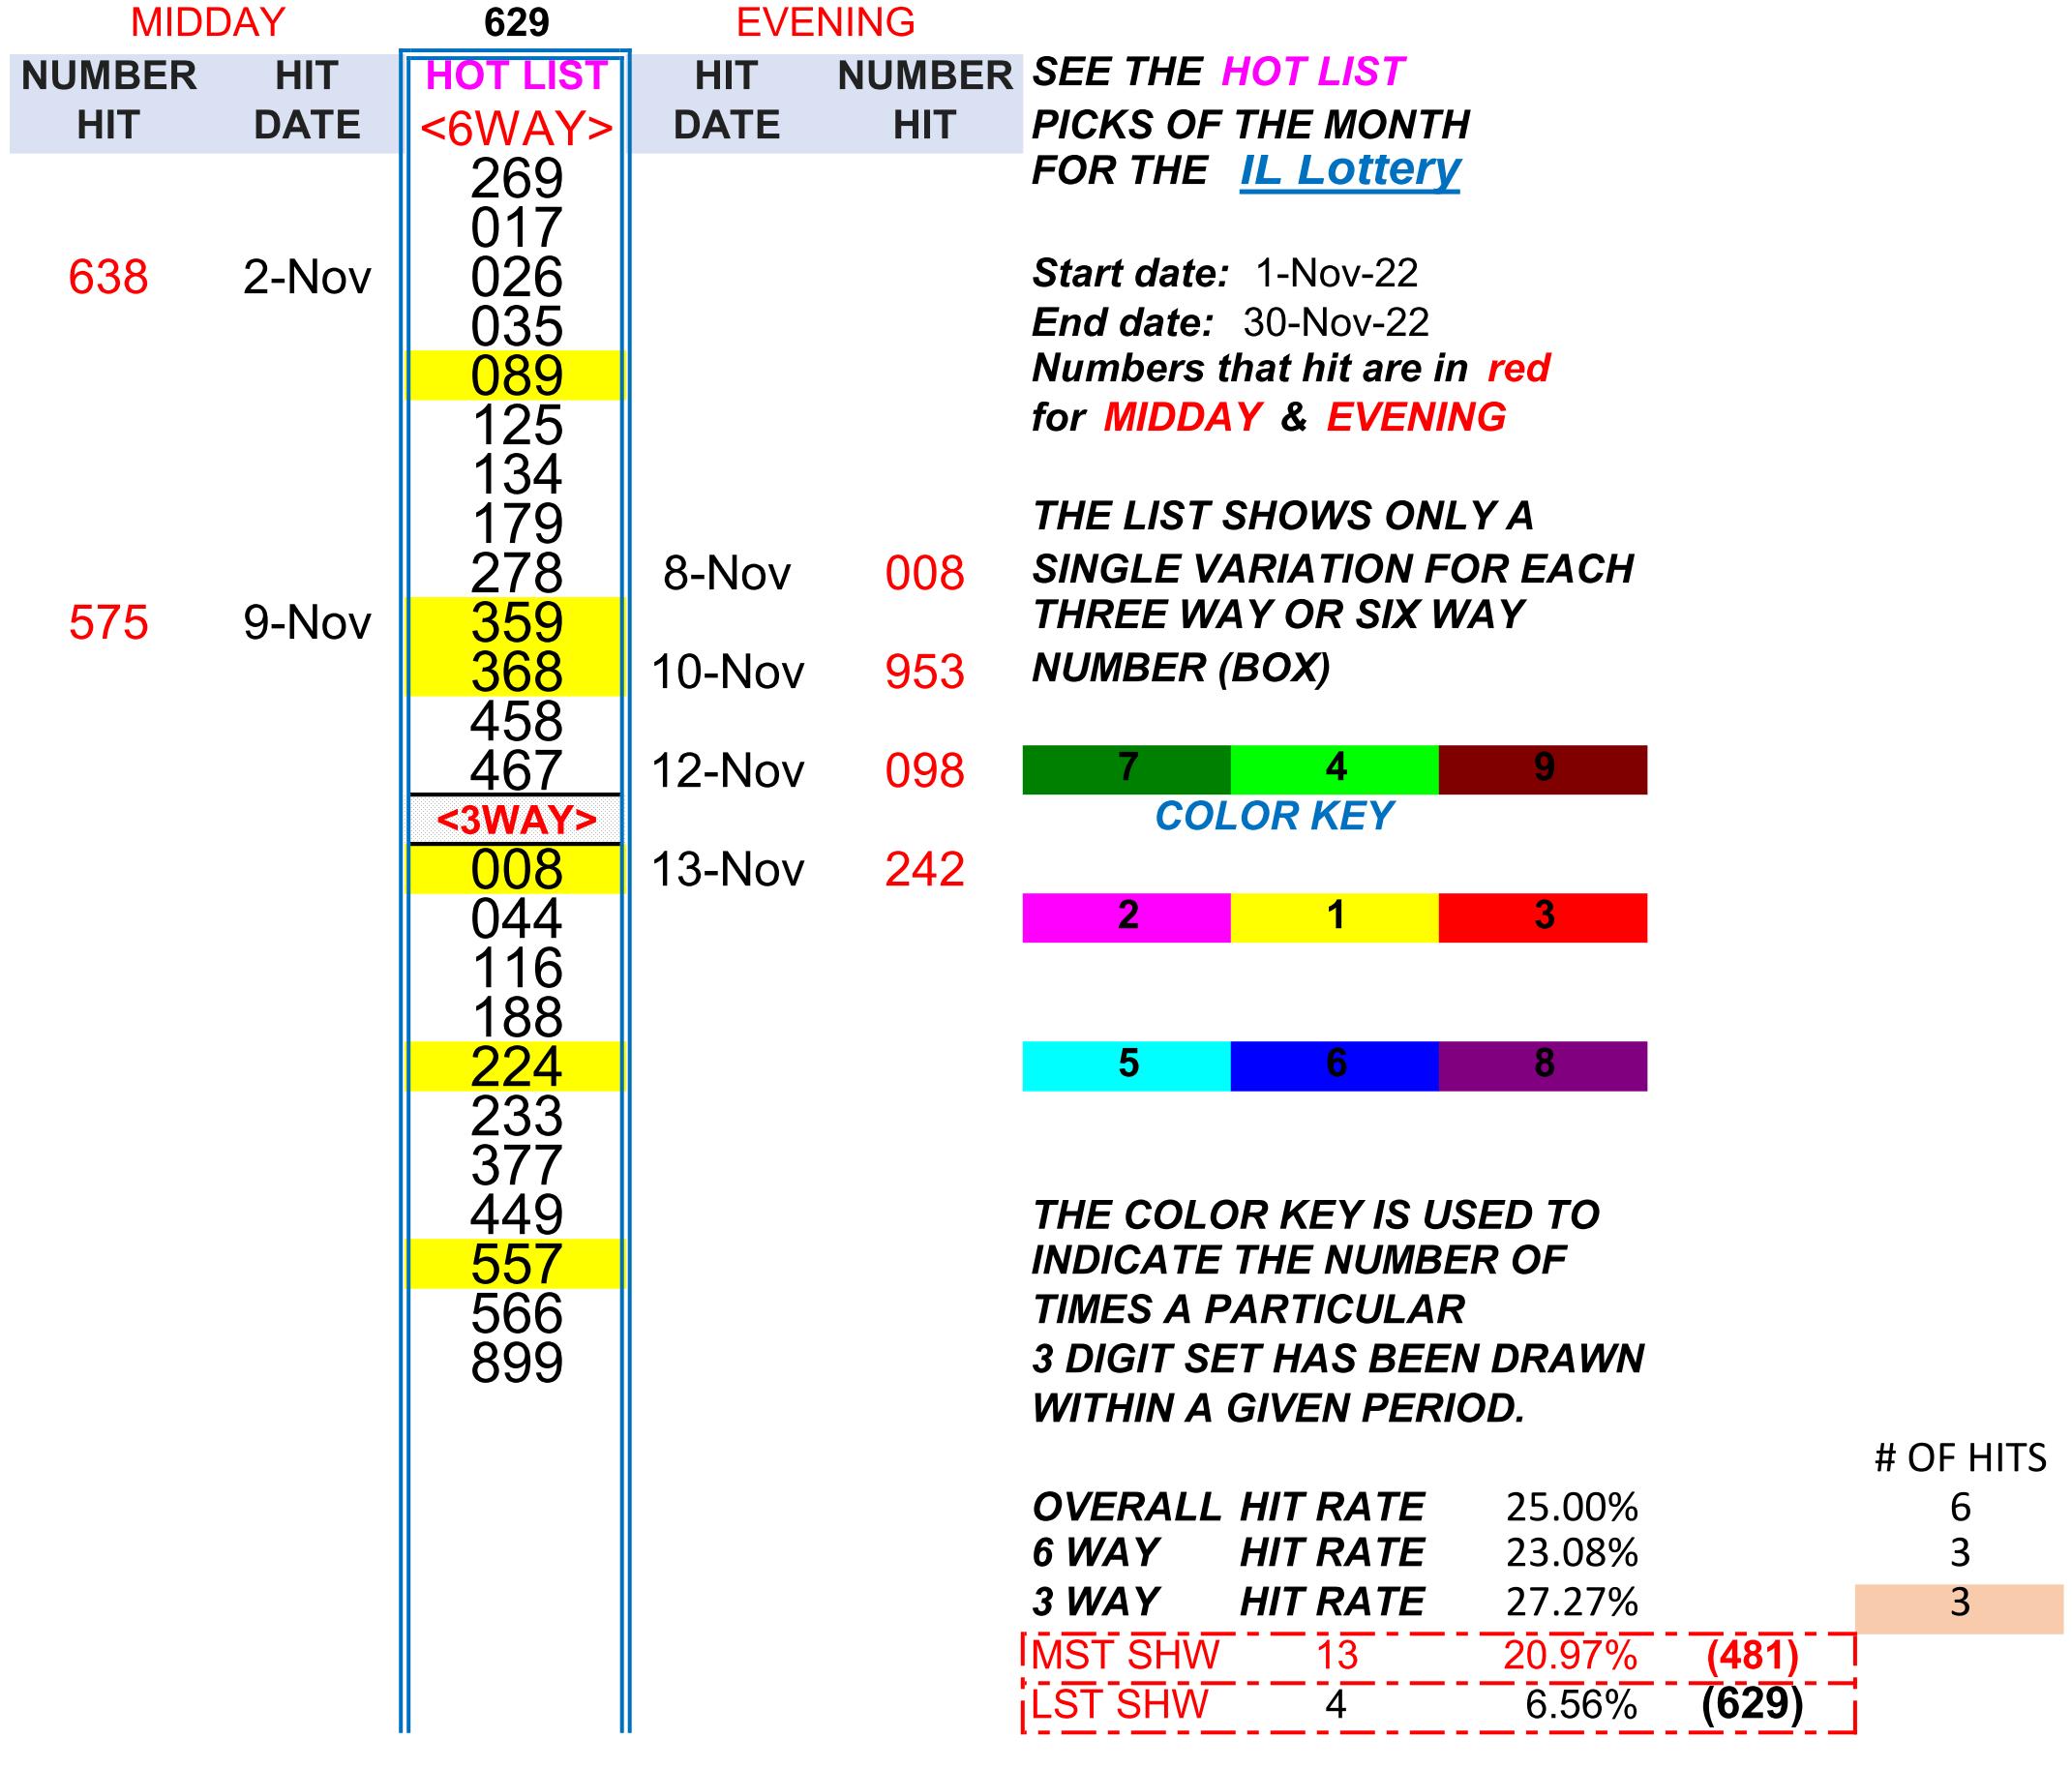 MIDDAY 629 EVENING
NUMBER HIT HOT LIST HIT NUMBER SEE THE HOT LIST
HIT DATE <6WAY> DATE HIT PICKS OF THE MONTH
269 FOR THE IL Lottery
017
638 2-Nov 026 Start date: 1-Nov-22
035 End date: 30-Nov-22
089 Numbers that hit are in red
125 for MIDDAY & EVENING
134
179 THE LIST SHOWS ONLY A
278 8-Nov 008 SINGLE VARIATION FOR EACH
575 9-Nov 359 THREE WAY OR SIX WAY
368 10-Nov 953 NUMBER (BOX)
458
467 12-Nov 098 7 4 9
<3WAY> COLOR KEY
008 13-Nov 242
044 2 1 3
116
188
224 5 6 8
233
377
449 THE COLOR KEY IS USED TO
557 INDICATE THE NUMBER OF
566 TIMES A PARTICULAR
899 3 DIGIT SET HAS BEEN DRAWN
WITHIN A GIVEN PERIOD.
# OF HITS
OVERALL HIT RATE 25.00% 6
6 WAY HIT RATE 23.08% 3
3 WAY HIT RATE 27.27% 3
MST SHW 13 20.97% (481)
LST SHW 4 6.56% (629)